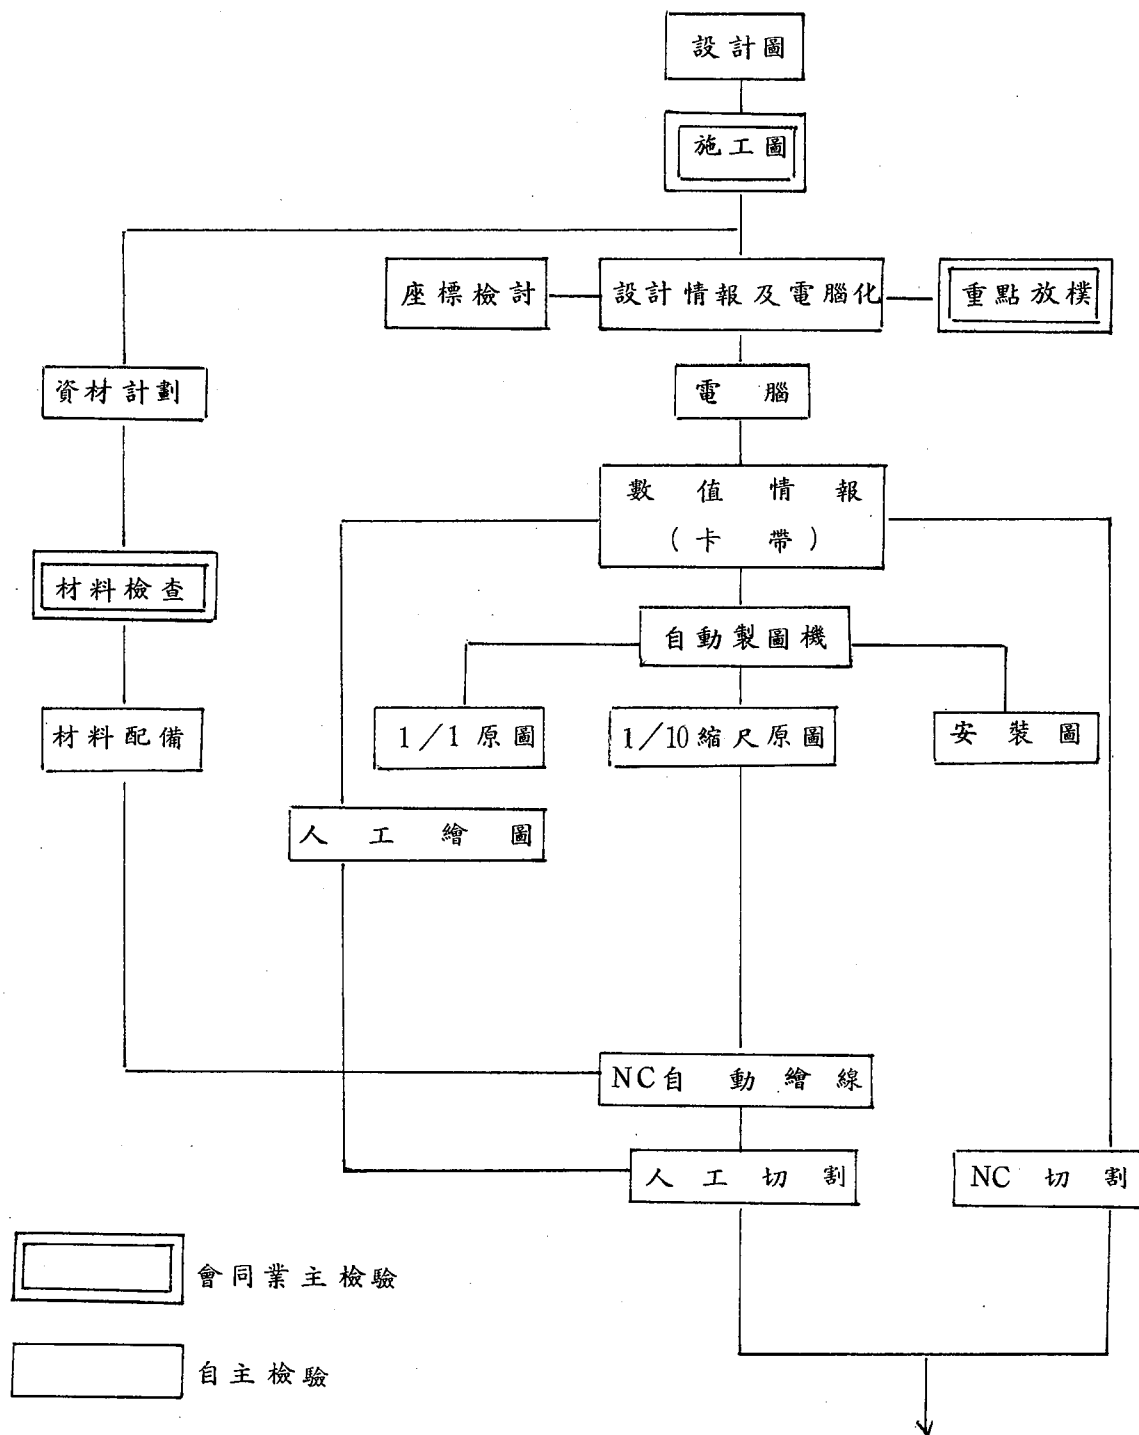 設計圖
施工圖
座標檢討
設計情報及電腦化
重點放樸
資材計劃
電腦
數值情報
(卡帶)
材料檢查
自動製圖機
材料配備
1/1原圖
1/10縮尺原圖
安裝圖
人工繪圖
NC自動繪線
人工切割
NC切割
會同業主檢驗
自主檢驗